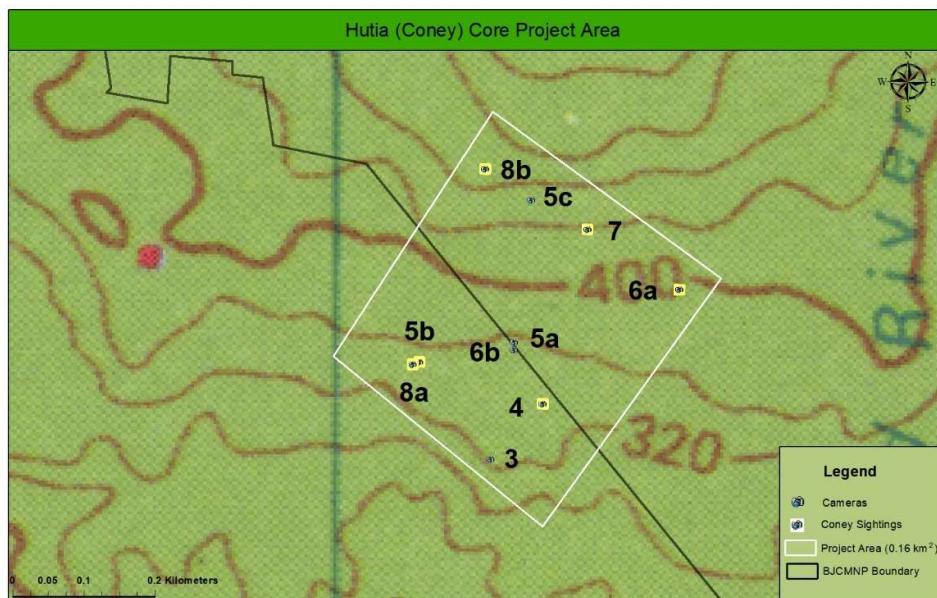 Hutia (Coney) Core Project Area
N
W E
S
River
8b
5c
7
400
6a
5b
5a
6b
8a
4
320
3
Legend
Cameras
Coney Sightings
Project Area (0.16 km²)
BJCMNP Boundary
0 0.05 0.1 0.2 Kilometers